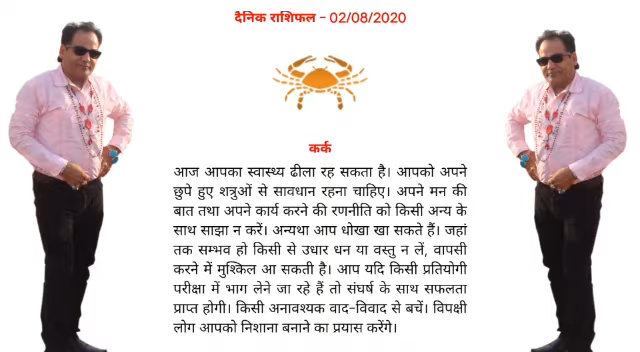 दैनिक राशिफल - 02/08/2020
कर्क
आज आपका स्वास्थ्य ढीला रह सकता है। आपको अपने
छुपे हुए शत्रुओं से सावधान रहना चाहिए। अपने मन की
बात तथा अपने कार्य करने की रणनीति को किसी अन्य के
साथ साझा न करें। अन्यथा आप धोखा खा सकते हैं। जहां
तक सम्भव हो किसी से उधार धन या वस्तु न लें, वापसी
करने में मुश्किल आ सकती है। आप यदि किसी प्रतियोगी
परीक्षा में भाग लेने जा रहे हैं तो संघर्ष के साथ सफलता
प्राप्त होगी। किसी अनावश्यक वाद-विवाद से बचें। विपक्षी
लोग आपको निशाना बनाने का प्रयास करेंगे।